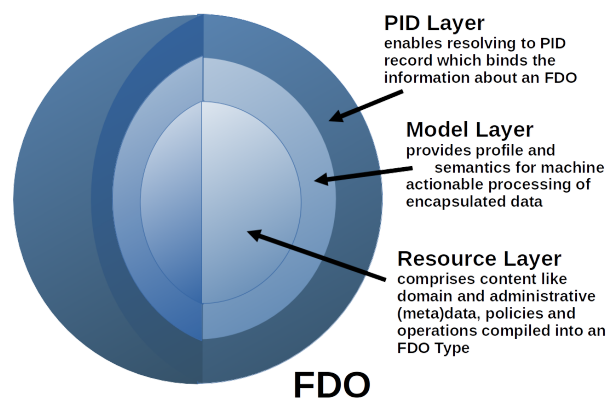 PID Layer
enables resolving to PID
record which binds the
information about an FDO
Model Layer
provides profile and
semantics for machine
actionable processing of
encapsulated data
Resource Layer
comprises content like
domain and administrative
(meta)data, policies and
operations compiled into an
FDO Type
FDO